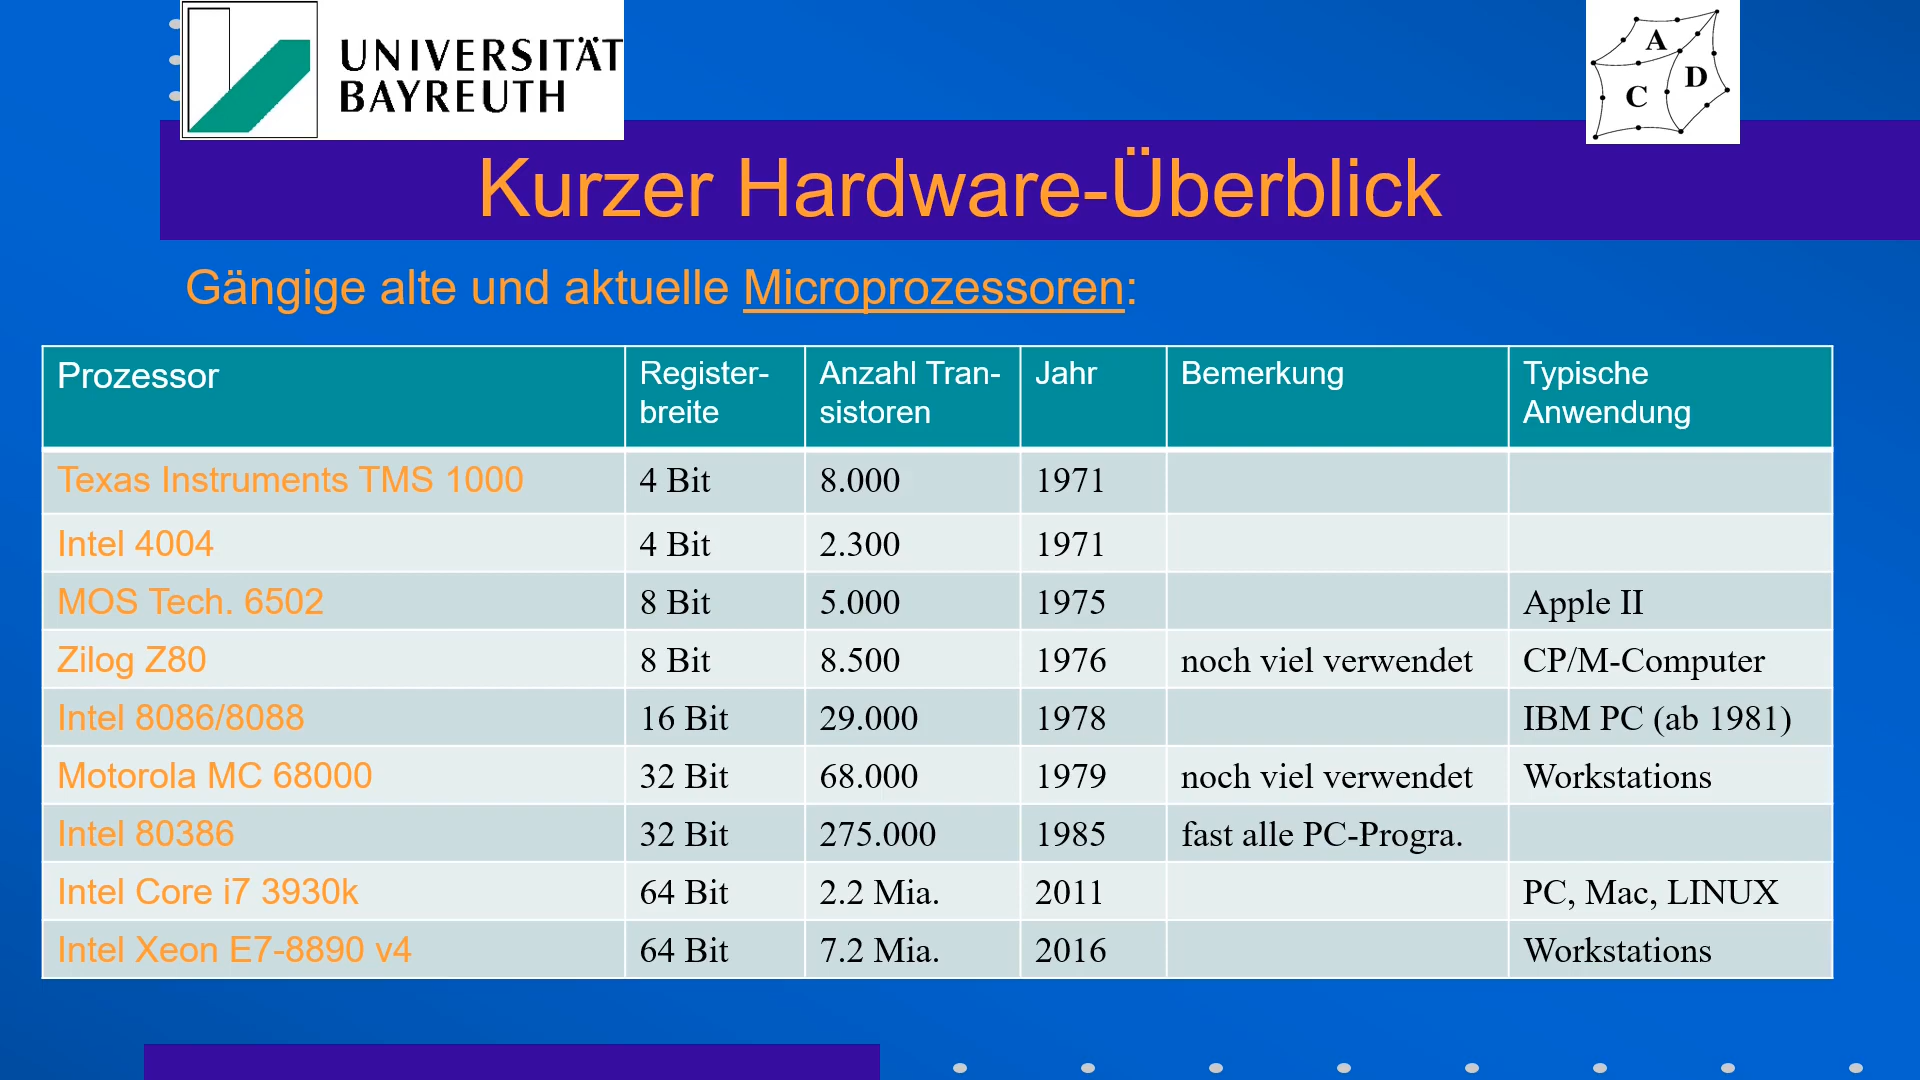 UNIVERSITÄT
BAYREUTH
A
D
C
Kurzer Hardware-Überblick
Gängige alte und aktuelle Microprozessoren:
Prozessor Register-breite Anzahl Tran-sistoren Jahr Bemerkung Typische Anwendung
Texas Instruments TMS 1000 4 Bit 8.000 1971
Intel 4004 4 Bit 2.300 1971
MOS Tech. 6502 8 Bit 5.000 1975 Apple II
Zilog Z80 8 Bit 8.500 1976 noch viel verwendet CP/M-Computer
Intel 8086/8088 16 Bit 29.000 1978 IBM PC (ab 1981)
Motorola MC 68000 32 Bit 68.000 1979 noch viel verwendet Workstations
Intel 80386 32 Bit 275.000 1985 fast alle PC-Progra.
Intel Core i7 3930k 64 Bit 2.2 Mia. 2011 PC, Mac, LINUX
Intel Xeon E7-8890 v4 64 Bit 7.2 Mia. 2016 Workstations